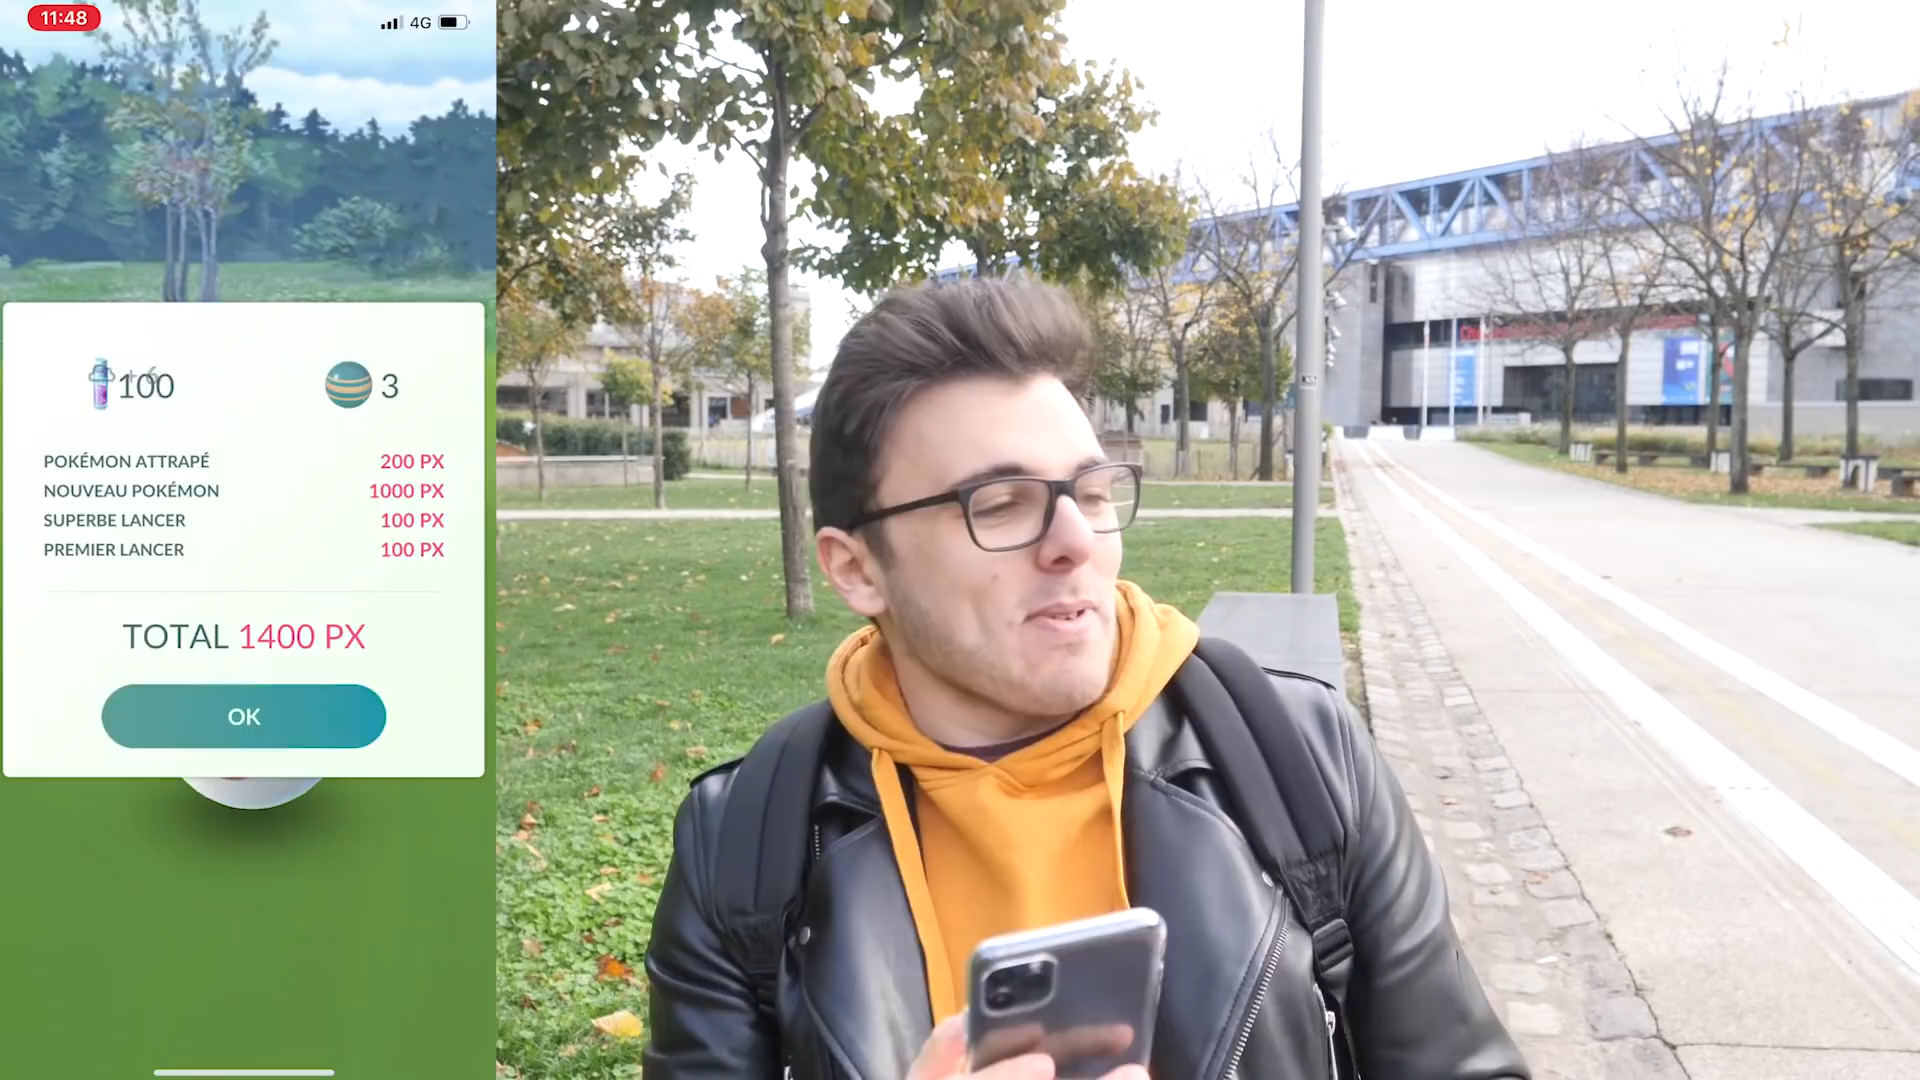 11:48
4G
100
3
POKÉMON ATTRAPÉ 200 PX
NOUVEAU POKÉMON 1000 PX
SUPERBE LANCER 100 PX
PREMIER LANCER 100 PX
TOTAL 1400 PX
OK